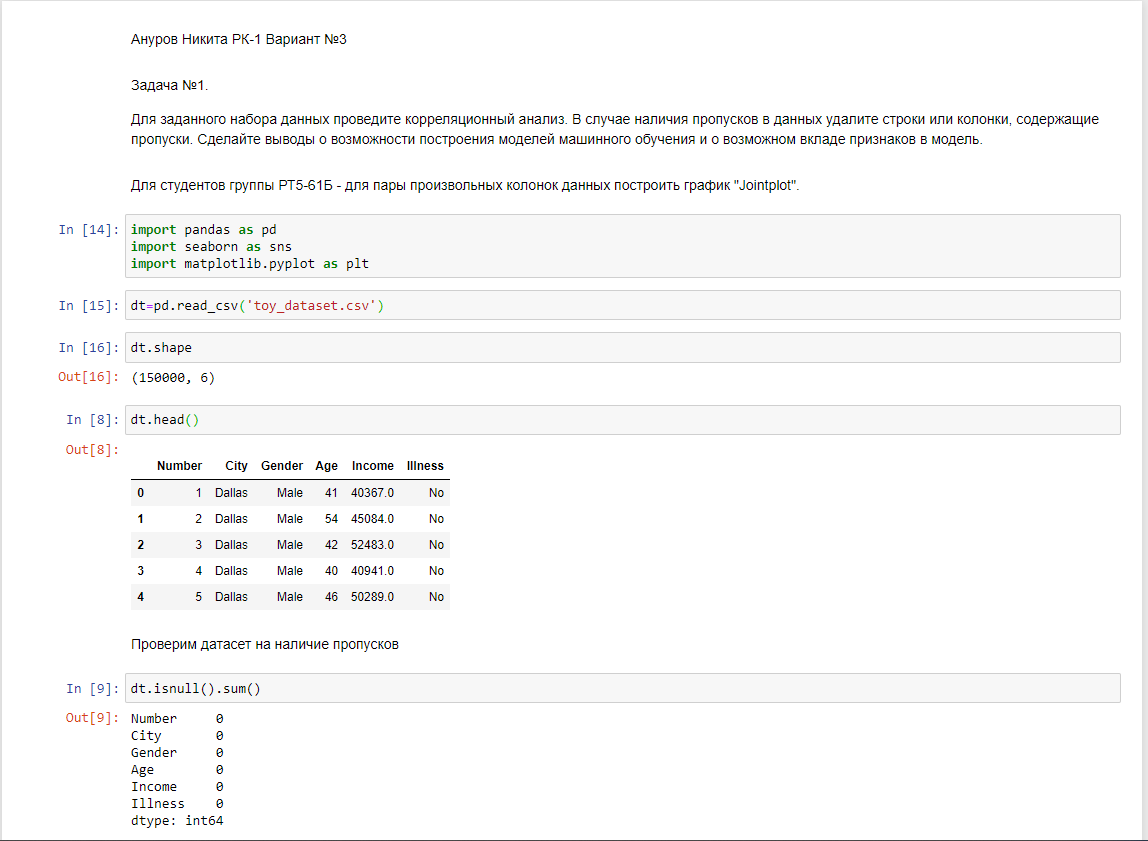 Ануров Никита РК-1 Вариант №3
Задача №1.
Для заданного набора данных проведите корреляционный анализ. В случае наличия пропусков в данных удалите строки или колонки, содержащие
пропуски. Сделайте выводы о возможности построения моделей машинного обучения и о возможном вкладе признаков в модель.
Для студентов группы РТ5-61Б - для пары произвольных колонок данных построить график "Jointplot".
In [14]: import pandas as pd
import seaborn as sns
import matplotlib.pyplot as plt
In [15]: dt=pd.read_csv('toy_dataset.csv')
In [16]: dt.shape
Out[16]: (150000, 6)
In [8]: dt.head()
Out[8]:
Number City Gender Age Income Illness
0 1 Dallas Male 41 40367.0 No
1 2 Dallas Male 54 45084.0 No
2 3 Dallas Male 42 52483.0 No
3 4 Dallas Male 40 40941.0 No
4 5 Dallas Male 46 50289.0 No
Проверим датасет на наличие пропусков
In [9]: dt.isnull().sum()
Out[9]: Number 0
City 0
Gender 0
Age 0
Income 0
Illness 0
dtype: int64